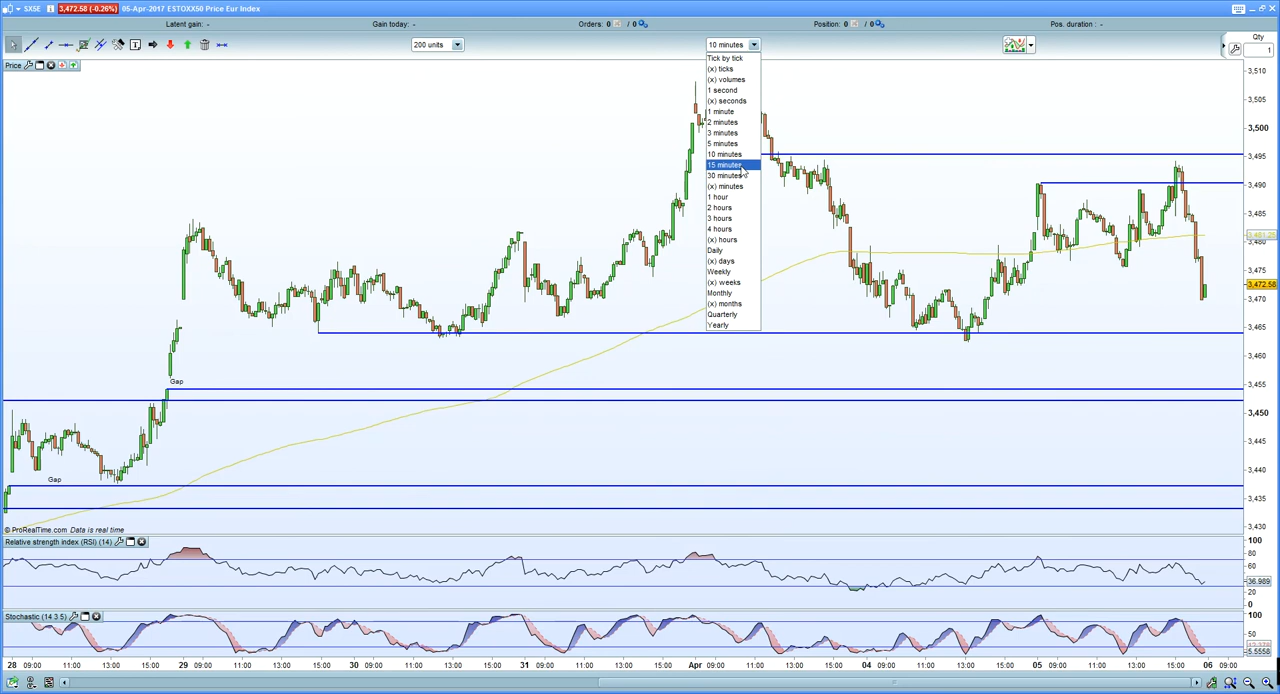 SX5E 3,472.58 (-0.26%) 05-Apr-2017 ESTOXX50 Price Eur Index
Latent gain: - Gain today: - Orders: 0 / 0 Position: 0 / 0 Pos. duration : -
200 units 10 minutes Qty
1
Price
Tick by tick
(x) ticks
(x) volumes
1 second
(x) seconds
1 minute
2 minutes
3 minutes
5 minutes
10 minutes
15 minutes
30 minutes
(x) minutes
1 hour
2 hours
3 hours
4 hours
(x) hours
Daily
(x) days
Weekly
(x) weeks
Monthly
(x) months
Quarterly
Yearly
3,510
3,505
3,500
3,495
3,490
3,485
3,480
3,475
3,472.58
3,470
3,465
3,460
3,455
3,450
3,445
3,440
3,435
3,430
Gap
Gap
© ProRealTime.com Data is real time
Relative strength index (RSI) (14)
100
80
60
36.989
20
0
Stochastic (14 3 5)
100
50
5.5558
28 09:00 11:00 13:00 15:00 29 09:00 11:00 13:00 15:00 30 09:00 11:00 13:00 15:00 31 09:00 11:00 13:00 15:00 Apr 09:00 11:00 13:00 15:00 04 09:00 11:00 13:00 15:00 05 09:00 11:00 13:00 15:00 06 09:00